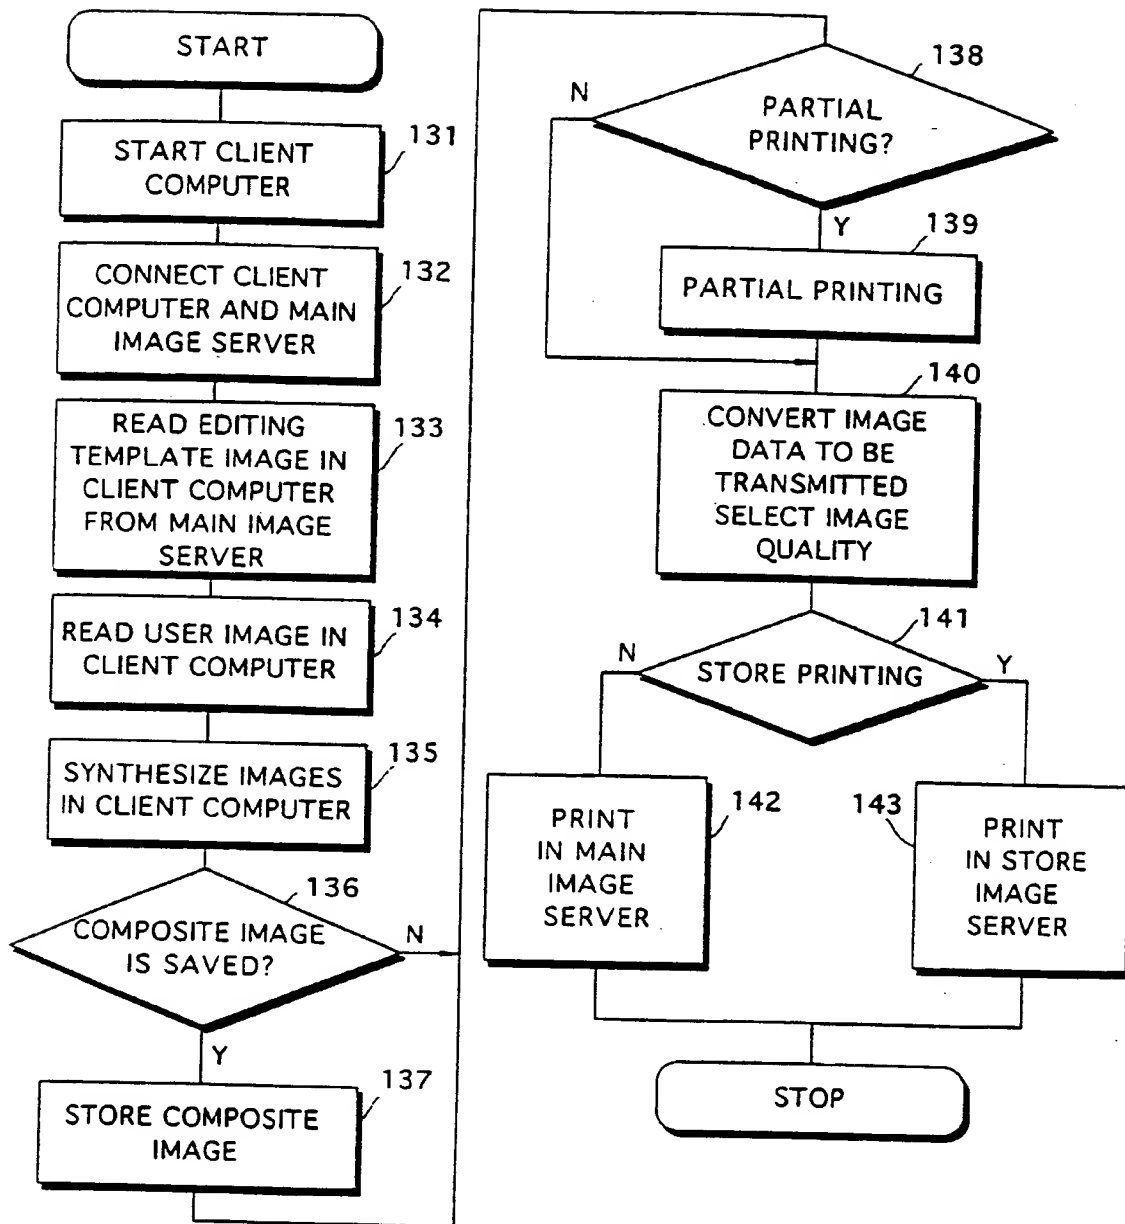 START
131
START CLIENT
COMPUTER
132
CONNECT CLIENT
COMPUTER AND MAIN
IMAGE SERVER
133
READ EDITING
TEMPLATE IMAGE IN
CLIENT COMPUTER
FROM MAIN IMAGE
SERVER
134
READ USER IMAGE IN
CLIENT COMPUTER
135
SYNTHESIZE IMAGES
IN CLIENT COMPUTER
136
COMPOSITE IMAGE
IS SAVED?
N
Y
137
STORE COMPOSITE
IMAGE
138
PARTIAL
PRINTING?
N
Y
139
PARTIAL PRINTING
140
CONVERT IMAGE
DATA TO BE
TRANSMITTED
SELECT IMAGE
QUALITY
141
STORE PRINTING
N
Y
142
PRINT
IN MAIN
IMAGE
SERVER
143
PRINT
IN STORE
IMAGE
SERVER
STOP